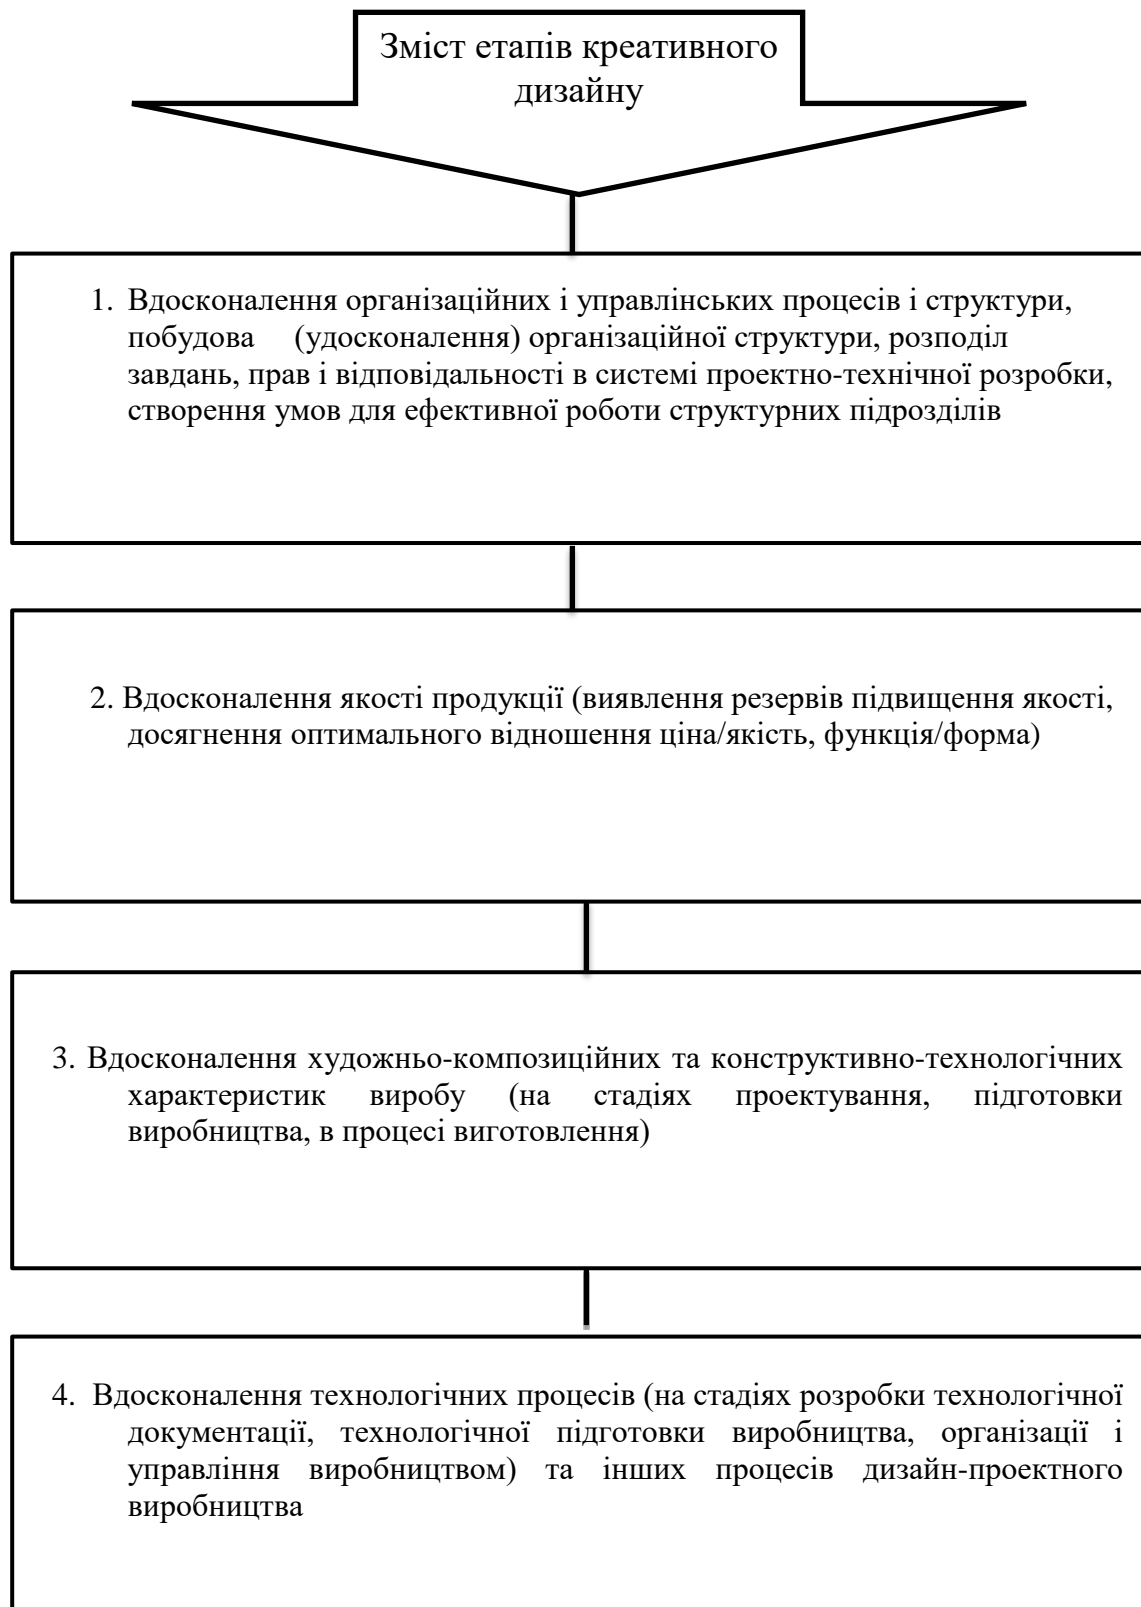 Зміст етапів креативного
дизайну
1. Вдосконалення організаційних і управлінських процесів і структури,
побудова (удосконалення) організаційної структури, розподіл
завдань, прав і відповідальності в системі проектно-технічної розробки,
створення умов для ефективної роботи структурних підрозділів
2. Вдосконалення якості продукції (виявлення резервів підвищення якості,
досягнення оптимального відношення ціна/якість, функція/форма)
3. Вдосконалення художньо-композиційних та конструктивно-технологічних
характеристик виробу (на стадіях проектування, підготовки
виробництва, в процесі виготовлення)
4. Вдосконалення технологічних процесів (на стадіях розробки технологічної
документації, технологічної підготовки виробництва, організації і
управління виробництвом) та інших процесів дизайн-проектного
виробництва